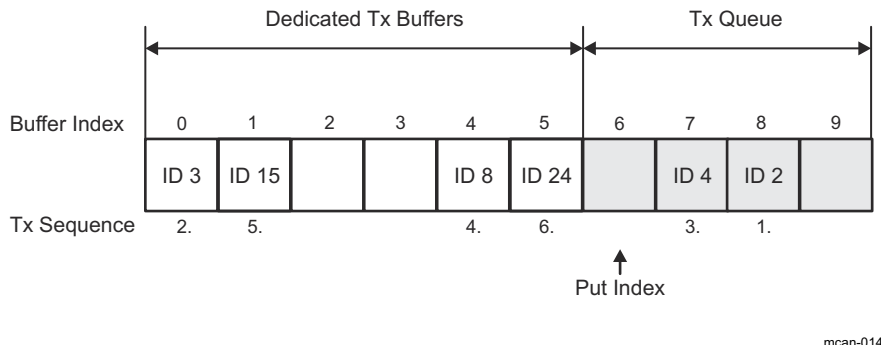 Dedicated Tx Buffers Tx Queue
Buffer Index 0 1 2 3 4 5 6 7 8 9
ID 3 ID 15 ID 8 ID 24 ID 4 ID 2
Tx Sequence 2. 5. 4. 6. 3. 1.
Put Index
mcan-014